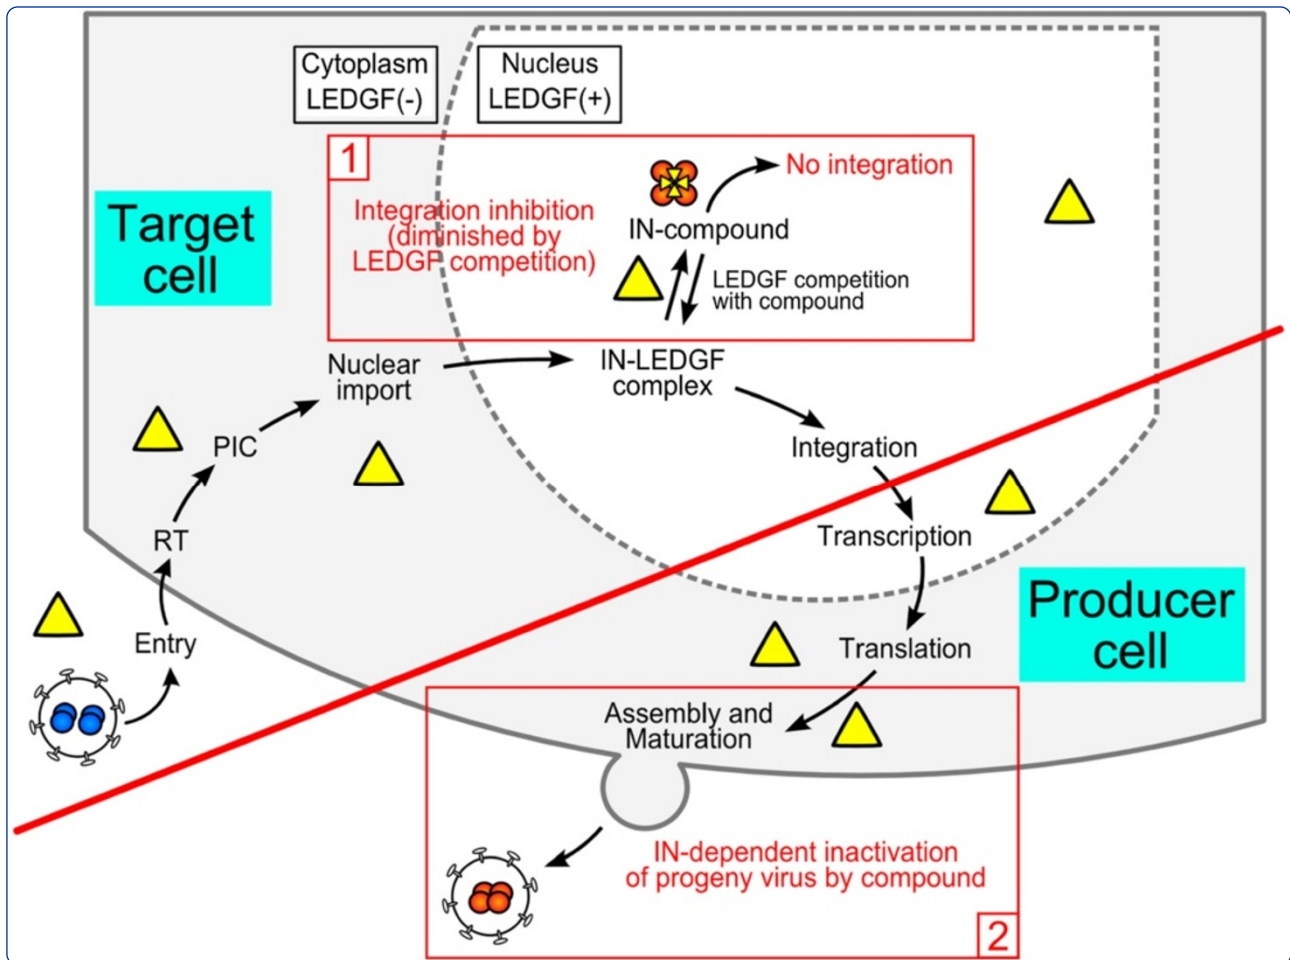 Cytoplasm
LEDGF(-)
Nucleus
LEDGF(+)
1
No integration
Target
cell
Integration inhibition
(diminished by
LEDGF competition)
IN-compound
LEDGF competition
with compound
Nuclear
import
IN-LEDGF
complex
PIC
Integration
RT
Transcription
Entry
Producer
cell
Translation
Assembly and
Maturation
IN-dependent inactivation
of progeny virus by compound
2